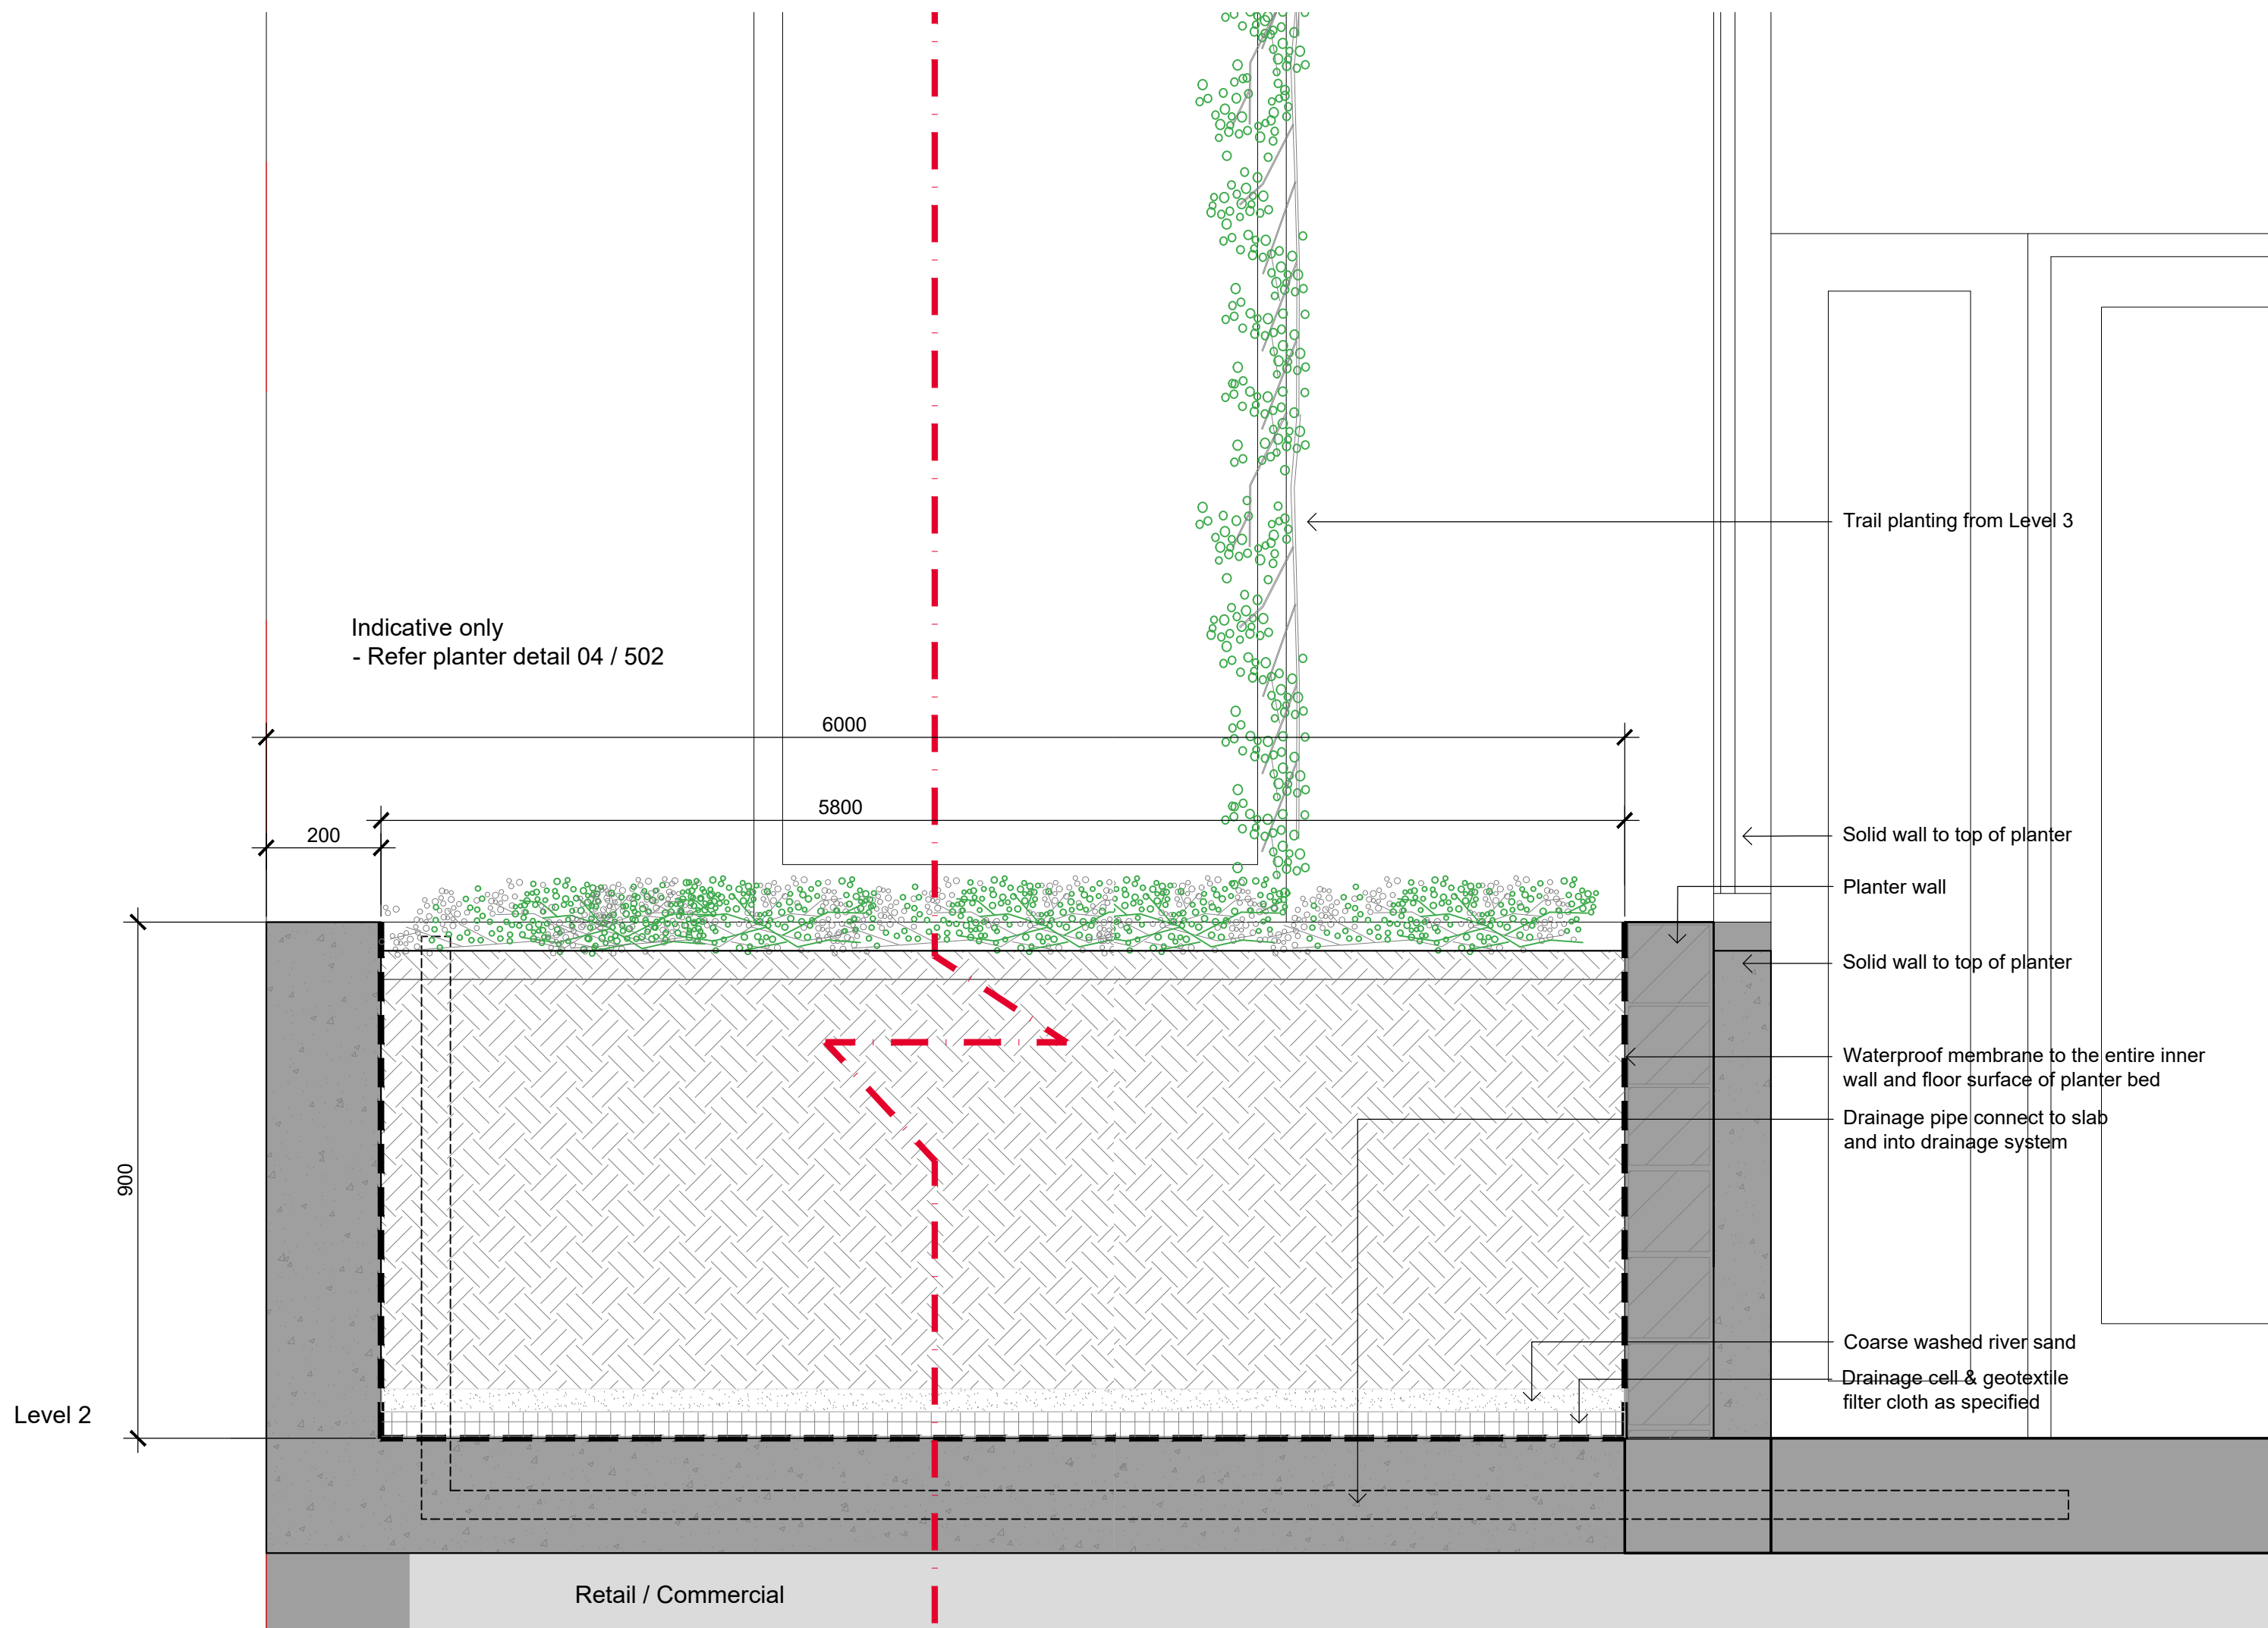 Trail planting from Level 3
Indicative only
- Refer planter detail 04 / 502
6000
5800
200
Solid wall to top of planter
Planter wall
Solid wall to top of planter
Waterproof membrane to the entire inner
wall and floor surface of planter bed
Drainage pipe connect to slab
and into drainage system
900
Coarse washed river sand
Drainage cell & geotextile
filter cloth as specified
Level 2
Retail / Commercial